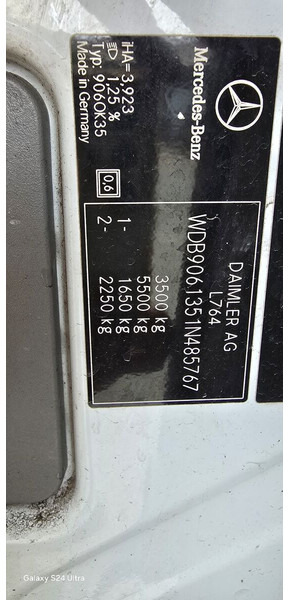 Mercedes-Benz
iHA= 3,923
1,25 %
Typ: 906OK35
Made in Germany
0,6
DAIMLER AG
L764
WDB9061351N485767
3500 kg
5500 kg
1- 1650 kg
2- 2250 kg
Galaxy S24 Ultra